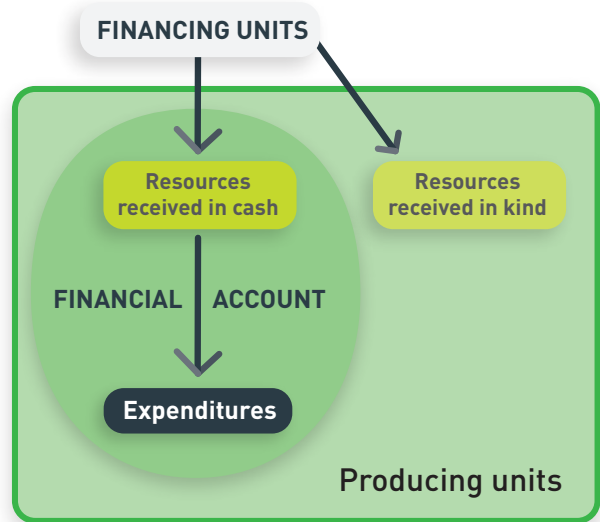 FINANCING UNITS
Resources
received in cash
Resources
received in kind
FINANCIAL ACCOUNT
Expenditures
Producing units